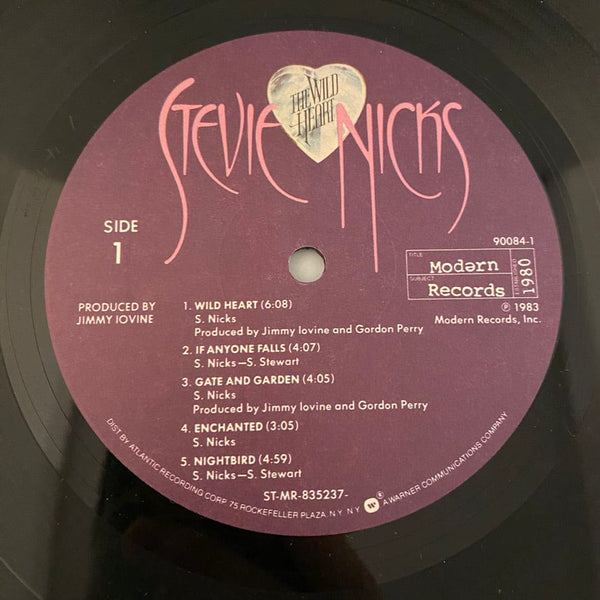 STEVIE NICKS
THE WILD
HEART
SIDE
1
90084-1
TITLE
Modərn
SUBJECT
Records
ESTABLISHED
1980
PRODUCED BY
JIMMY IOVINE
℗ 1983
Modern Records, Inc.
1. WILD HEART (6:08)
S. Nicks
Produced by Jimmy Iovine and Gordon Perry
2. IF ANYONE FALLS (4:07)
S. Nicks—S. Stewart
3. GATE AND GARDEN (4:05)
S. Nicks
Produced by Jimmy Iovine and Gordon Perry
4. ENCHANTED (3:05)
S. Nicks
5. NIGHTBIRD (4:59)
S. Nicks—S. Stewart
ST-MR-835237-
DIST BY ATLANTIC RECORDING CORP. 75 ROCKEFELLER PLAZA, N.Y. N.Y. ® A WARNER COMMUNICATIONS COMPANY